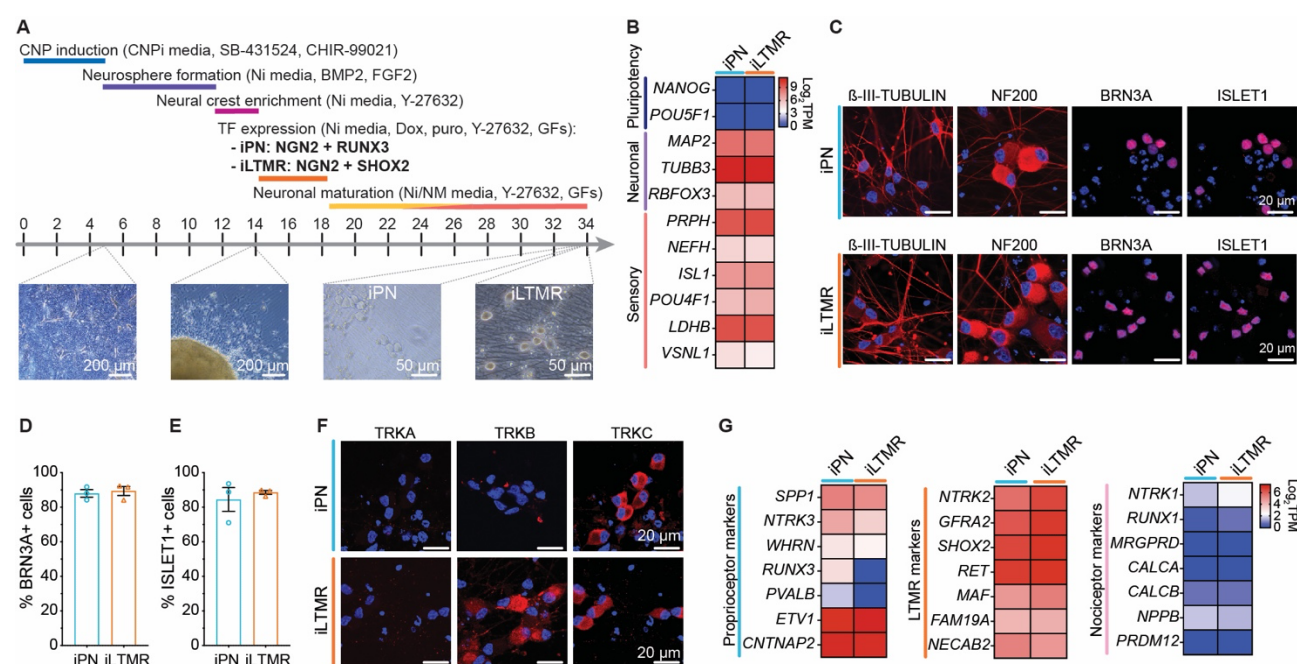 A
CNP induction (CNPi media, SB-431524, CHIR-99021)
Neurosphere formation (Ni media, BMP2, FGF2)
Neural crest enrichment (Ni media, Y-27632)
TF expression (Ni media, Dox, puro, Y-27632, GFs):
- iPN: NGN2 + RUNX3
- iLTMR: NGN2 + SHOX2
Neuronal maturation (Ni/NM media, Y-27632, GFs)
0 2 4 6 8 10 12 14 16 18 20 22 24 26 28 30 32 34
200 µm
200 µm
iPN
50 µm
iLTMR
50 µm
B
iPN
iLTMR
9
6
3
0
Log2TPM
Pluripotency
NANOG
POU5F1
Neuronal
MAP2
TUBB3
RBFOX3
Sensory
PRPH
NEFH
ISL1
POU4F1
LDHB
VSNL1
C
ß-III-TUBULIN NF200 BRN3A ISLET1
iPN
20 µm
ß-III-TUBULIN NF200 BRN3A ISLET1
iLTMR
20 µm
D
% BRN3A+ cells
100
80
60
40
20
0
iPN iLTMR
E
% ISLET1+ cells
100
80
60
40
20
0
iPN iLTMR
F
TRKA TRKB TRKC
iPN
20 µm
iLTMR
20 µm
G
iPN
iLTMR
Proprioceptor markers
SPP1
NTRK3
WHRN
RUNX3
PVALB
ETV1
CNTNAP2
iPN
iLTMR
LTMR markers
NTRK2
GFRA2
SHOX2
RET
MAF
FAM19A
NECAB2
iPN
iLTMR
6
4
2
0
Log2TPM
Nociceptor markers
NTRK1
RUNX1
MRGPRD
CALCA
CALCB
NPPB
PRDM12